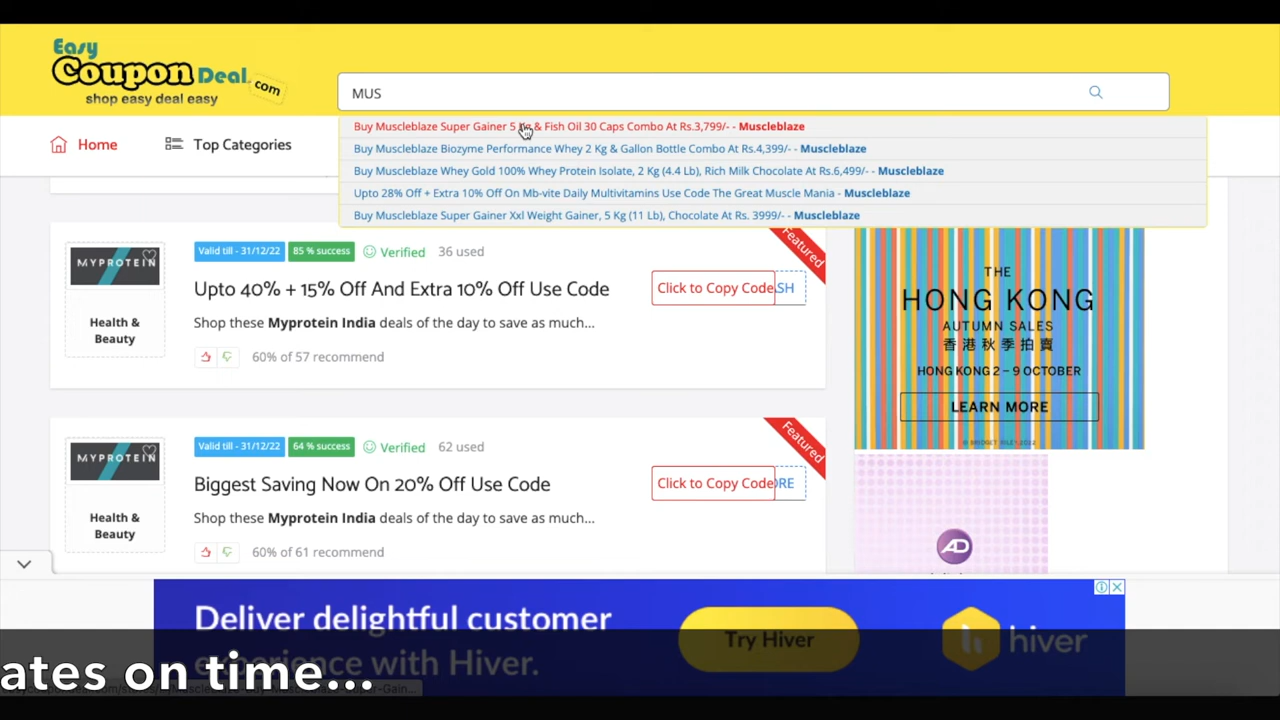 Easy
Coupon Deal.com
shop easy deal easy
MUS
Home
Top Categories
Buy Muscleblaze Super Gainer 5 Kg & Fish Oil 30 Caps Combo At Rs.3,799/- - Muscleblaze
Buy Muscleblaze Biozyme Performance Whey 2 Kg & Gallon Bottle Combo At Rs.4,399/- - Muscleblaze
Buy Muscleblaze Whey Gold 100% Whey Protein Isolate, 2 Kg (4.4 Lb), Rich Milk Chocolate At Rs.6,499/- - Muscleblaze
Upto 28% Off + Extra 10% Off On Mb-vite Daily Multivitamins Use Code The Great Muscle Mania - Muscleblaze
Buy Muscleblaze Super Gainer Xxl Weight Gainer, 5 Kg (11 Lb), Chocolate At Rs. 3999/- - Muscleblaze
MYPROTEIN
Health &
Beauty
Valid till - 31/12/22 85 % success Verified 36 used
Featured
Upto 40% + 15% Off And Extra 10% Off Use Code
Click to Copy Code SH
Shop these Myprotein India deals of the day to save as much...
60% of 57 recommend
MYPROTEIN
Health &
Beauty
Valid till - 31/12/22 64 % success Verified 62 used
Featured
Biggest Saving Now On 20% Off Use Code
Click to Copy Code RE
Shop these Myprotein India deals of the day to save as much...
60% of 61 recommend
THE
HONG KONG
AUTUMN SALES
香港秋季拍賣
HONG KONG 2 – 9 OCTOBER
LEARN MORE
© BRIDGET RILEY 2022
AD
Deliver delightful customer
experience with Hiver.
Try Hiver
hiver
ates on time...